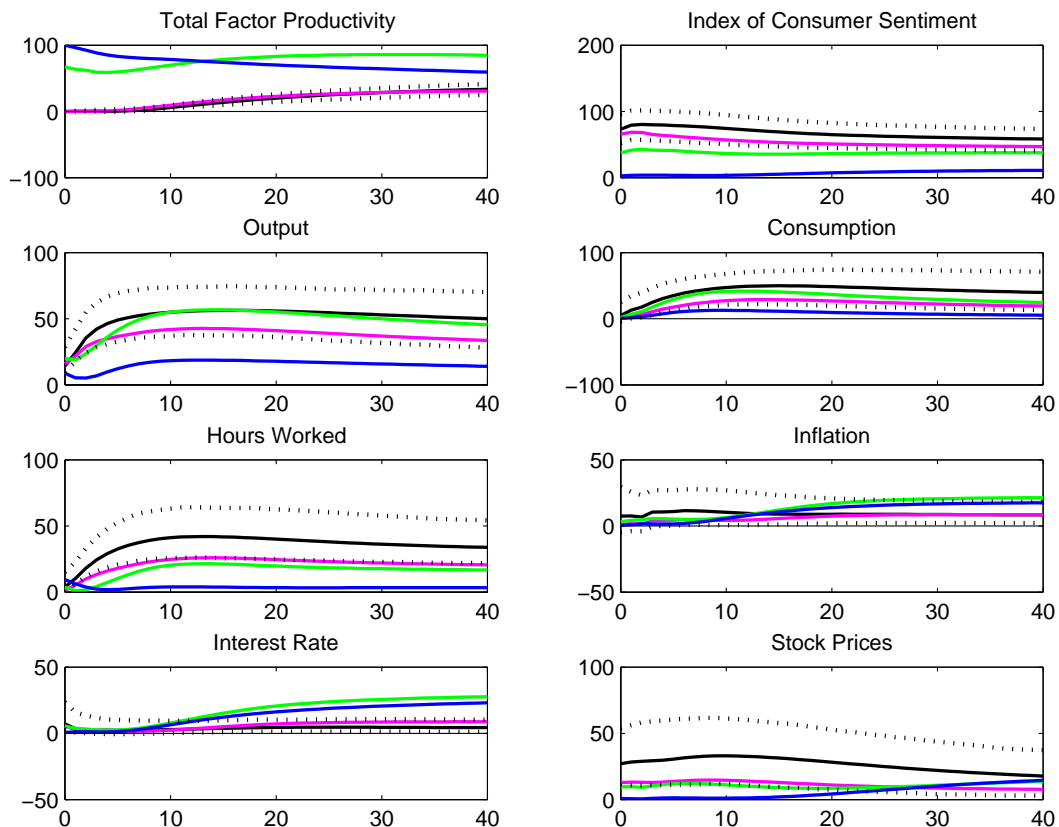 Total Factor Productivity
100
0
−100
0 10 20 30 40
Index of Consumer Sentiment
200
100
0
0 10 20 30 40
Output
100
50
0
0 10 20 30 40
Consumption
100
0
−100
0 10 20 30 40
Hours Worked
100
50
0
0 10 20 30 40
Inflation
50
0
−50
0 10 20 30 40
Interest Rate
50
0
−50
0 10 20 30 40
Stock Prices
100
50
0
0 10 20 30 40